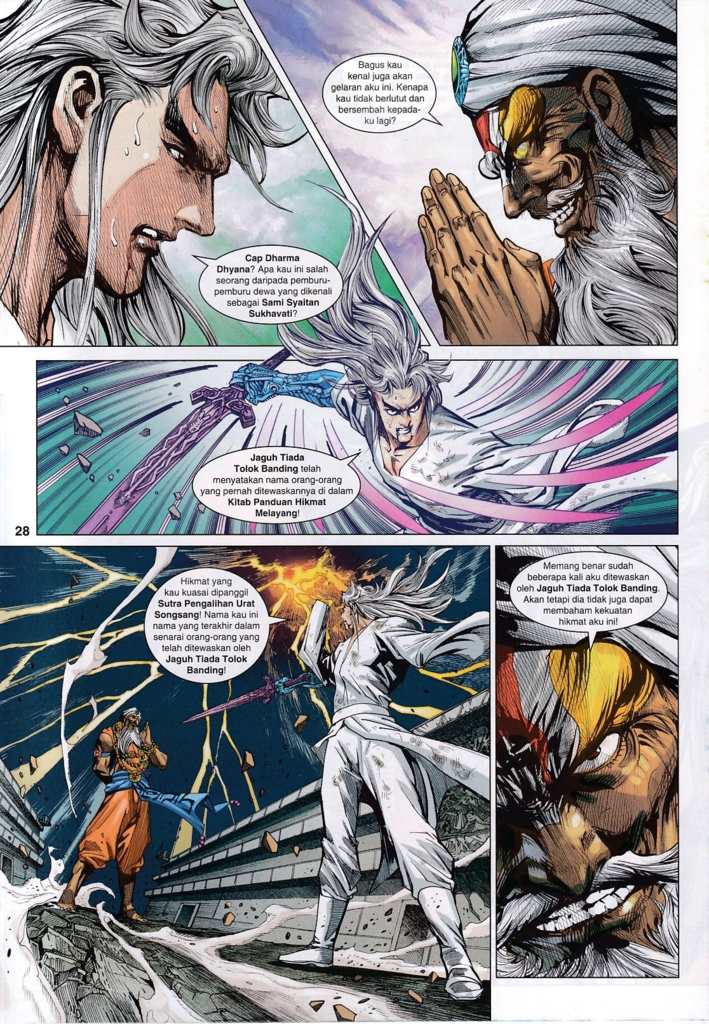 Cap Dharma
Dhyana? Apa kau ini salah
seorang daripada pemburu-
pemburu dewa yang dikenali
sebagai Sami Syaitan
Sukhavati?
Bagus kau
kenal juga akan
gelaran aku ini. Kenapa
kau tidak berlutut dan
bersembah kepada-
ku lagi?
Jaguh Tiada
Tolok Banding telah
menyatakan nama orang-orang
yang pernah ditewaskannya di dalam
Kitab Panduan Hikmat
Melayang!
28
Hikmat yang
kau kuasai dipanggil
Sutra Pengalihan Urat
Songsang! Nama kau ini
nama yang terakhir dalam
senarai orang-orang yang
telah ditewaskan oleh
Jaguh Tiada Tolok
Banding!
Memang benar sudah
beberapa kali aku ditewaskan
oleh Jaguh Tiada Tolok Banding.
Akan tetapi dia tidak juga dapat
membaham kekuatan
hikmat aku ini!